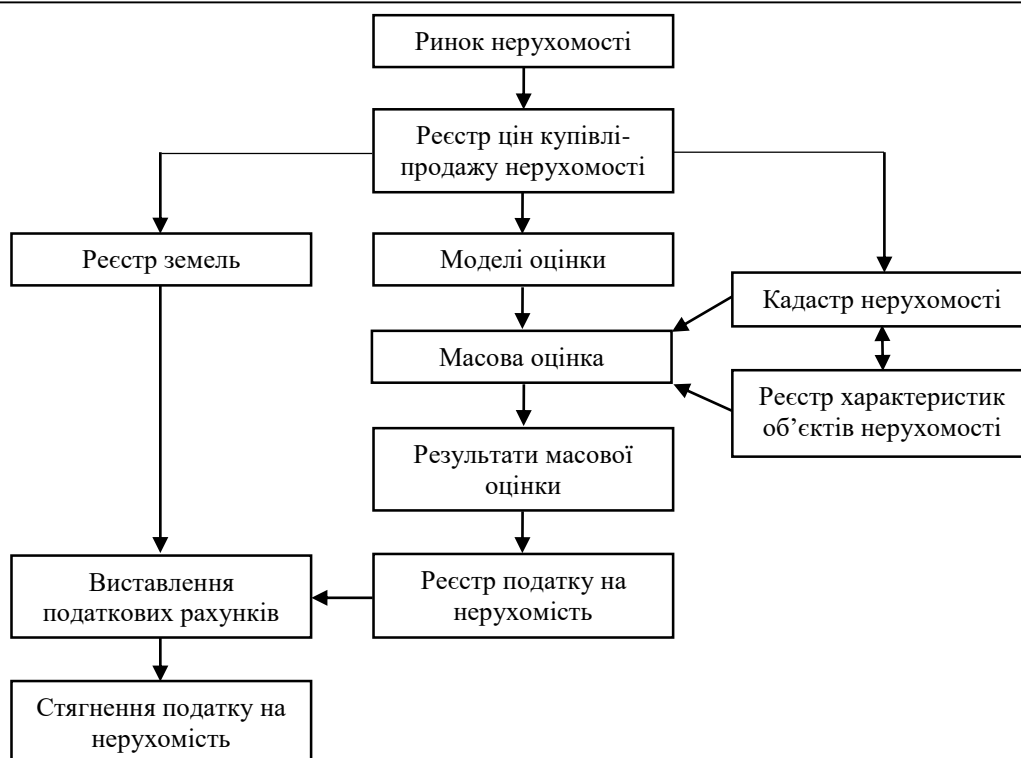 Ринок нерухомості
Реєстр цін купівлі-
продажу нерухомості
Реєстр земель
Моделі оцінки
Кадастр нерухомості
Масова оцінка
Реєстр характеристик
об’єктів нерухомості
Результати масової
оцінки
Виставлення
податкових рахунків
Реєстр податку на
нерухомість
Стягнення податку на
нерухомість